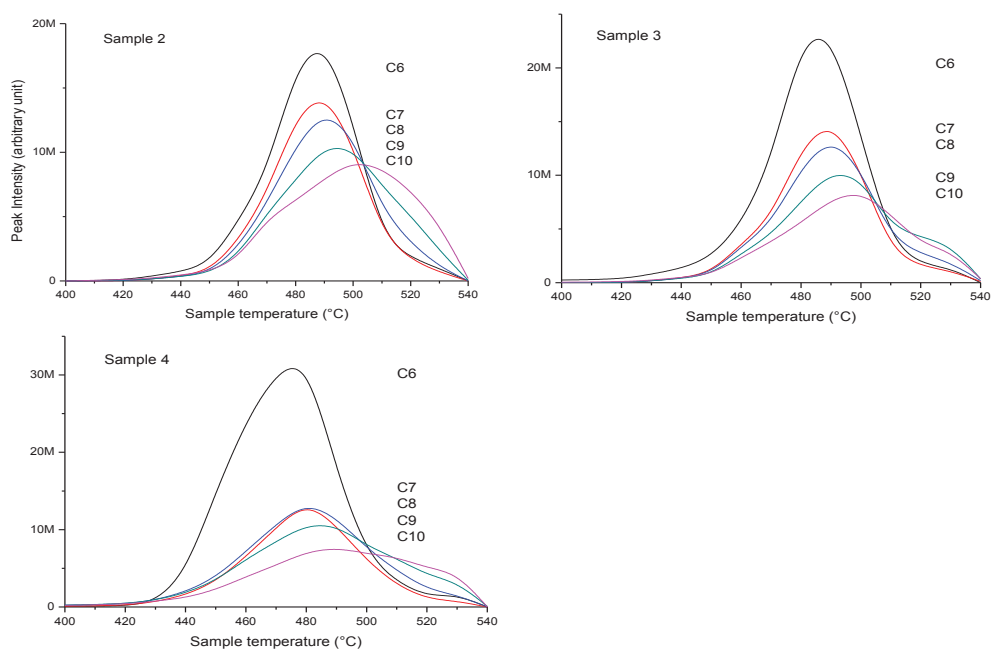 20M
Sample 2
C6
C7
C8
C9
C10
10M
0
400 420 440 460 480 500 520 540
Sample temperature (°C)
Peak Intensity (arbitrary unit)
Sample 3
20M
C6
C7
C8
C9
C10
10M
0
400 420 440 460 480 500 520 540
Sample temperature (°C)
Sample 4
30M
C6
20M
C7
C8
C9
C10
10M
0
400 420 440 460 480 500 520 540
Sample temperature (°C)